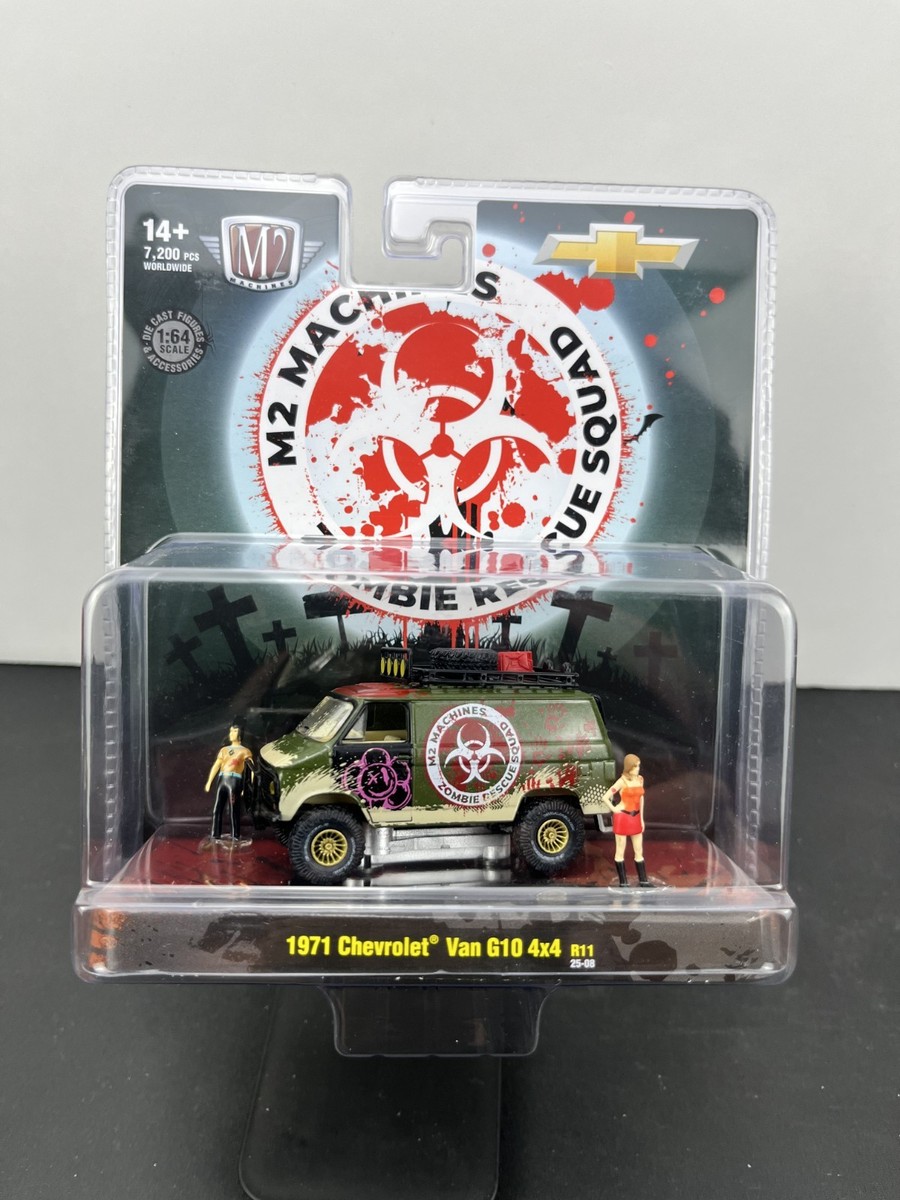 14+
7,200 PCS
WORLDWIDE
M2
MACHINES
DIE CAST FIGURES
1:64
SCALE
& ACCESSORIES
M2 MACHINES
ZOMBIE RESCUE SQUAD
M2 MACHINES
ZOMBIE RESCUE SQUAD
1971 Chevrolet® Van G10 4x4 R11
25-08